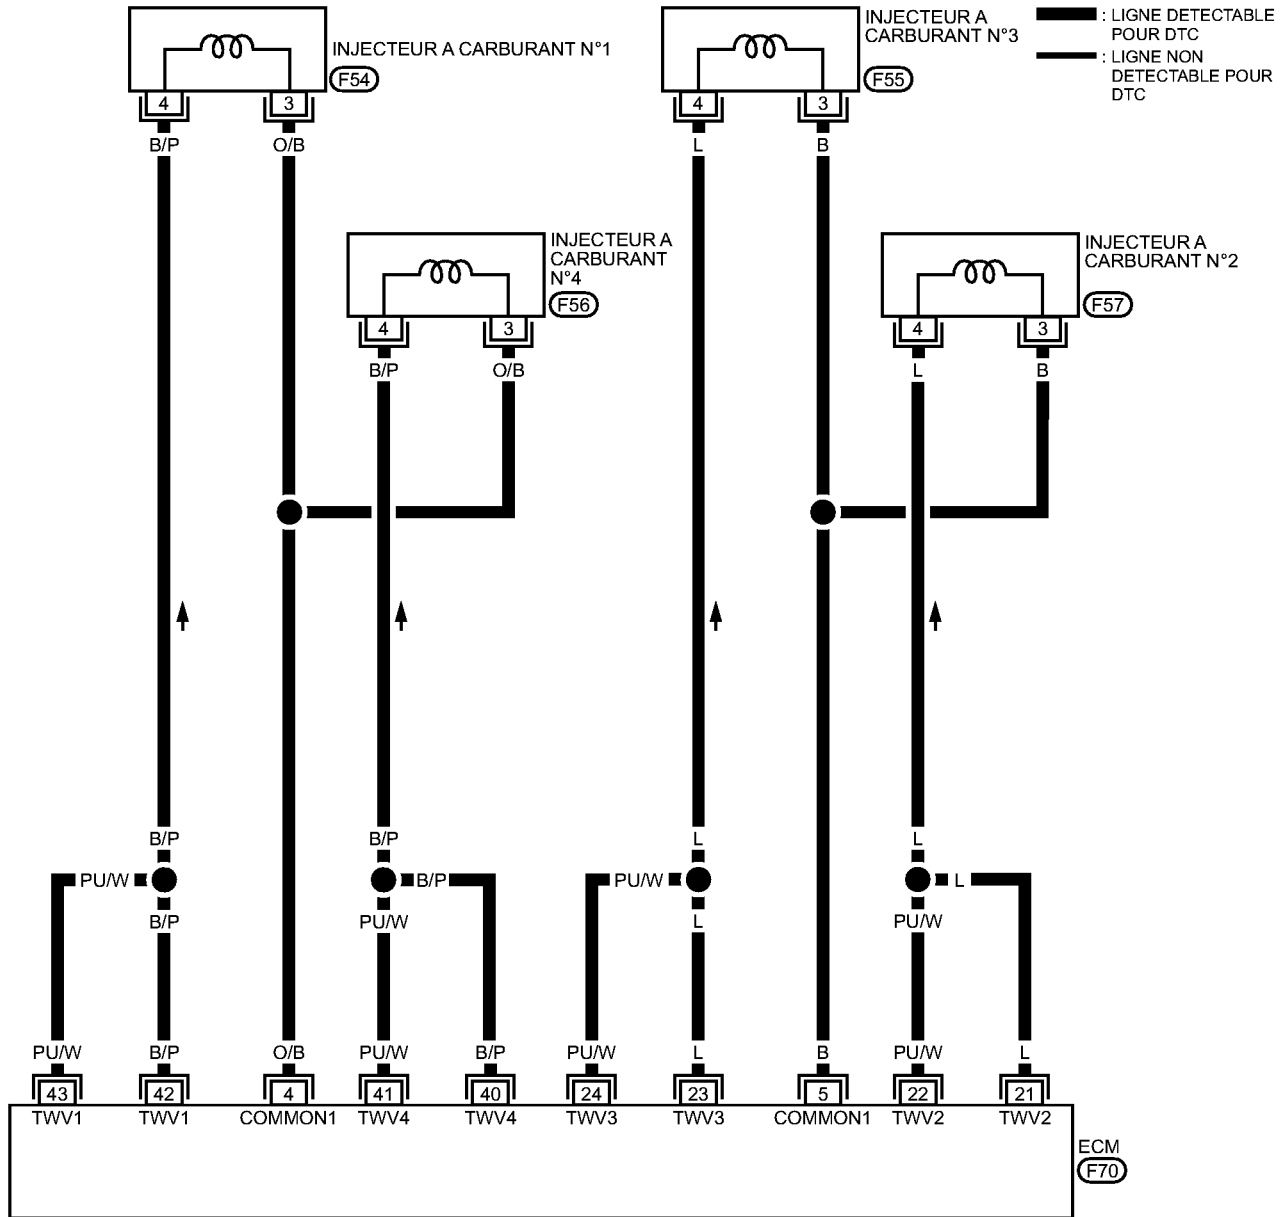 INJECTEUR A CARBURANT N°1
F54
4
3
B/P
O/B
INJECTEUR A
CARBURANT N°3
F55
4
3
L
B
: LIGNE DETECTABLE
POUR DTC
: LIGNE NON
DETECTABLE POUR
DTC
INJECTEUR A
CARBURANT
N°4
F56
4
3
B/P
O/B
INJECTEUR A
CARBURANT N°2
F57
4
3
L
B
B/P
B/P
L
L
PU/W
B/P
PU/W
L
B/P
PU/W
L
PU/W
PU/W
B/P
O/B
PU/W
B/P
PU/W
L
B
PU/W
L
43
42
4
41
40
24
23
5
22
21
TWV1
TWV1
COMMON1
TWV4
TWV4
TWV3
TWV3
COMMON1
TWV2
TWV2
ECM
F70